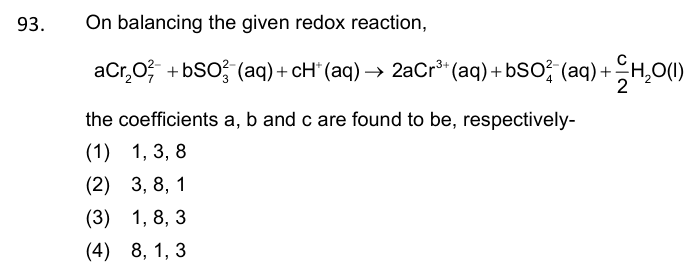 93. On balancing the given redox reaction,
aCr₂O₇²⁻ + bSO₃²⁻(aq) + cH⁺(aq) → 2aCr³⁺(aq) + bSO₄²⁻(aq) + c/2 H₂O(l)
the coefficients a, b and c are found to be, respectively-
(1) 1, 3, 8
(2) 3, 8, 1
(3) 1, 8, 3
(4) 8, 1, 3